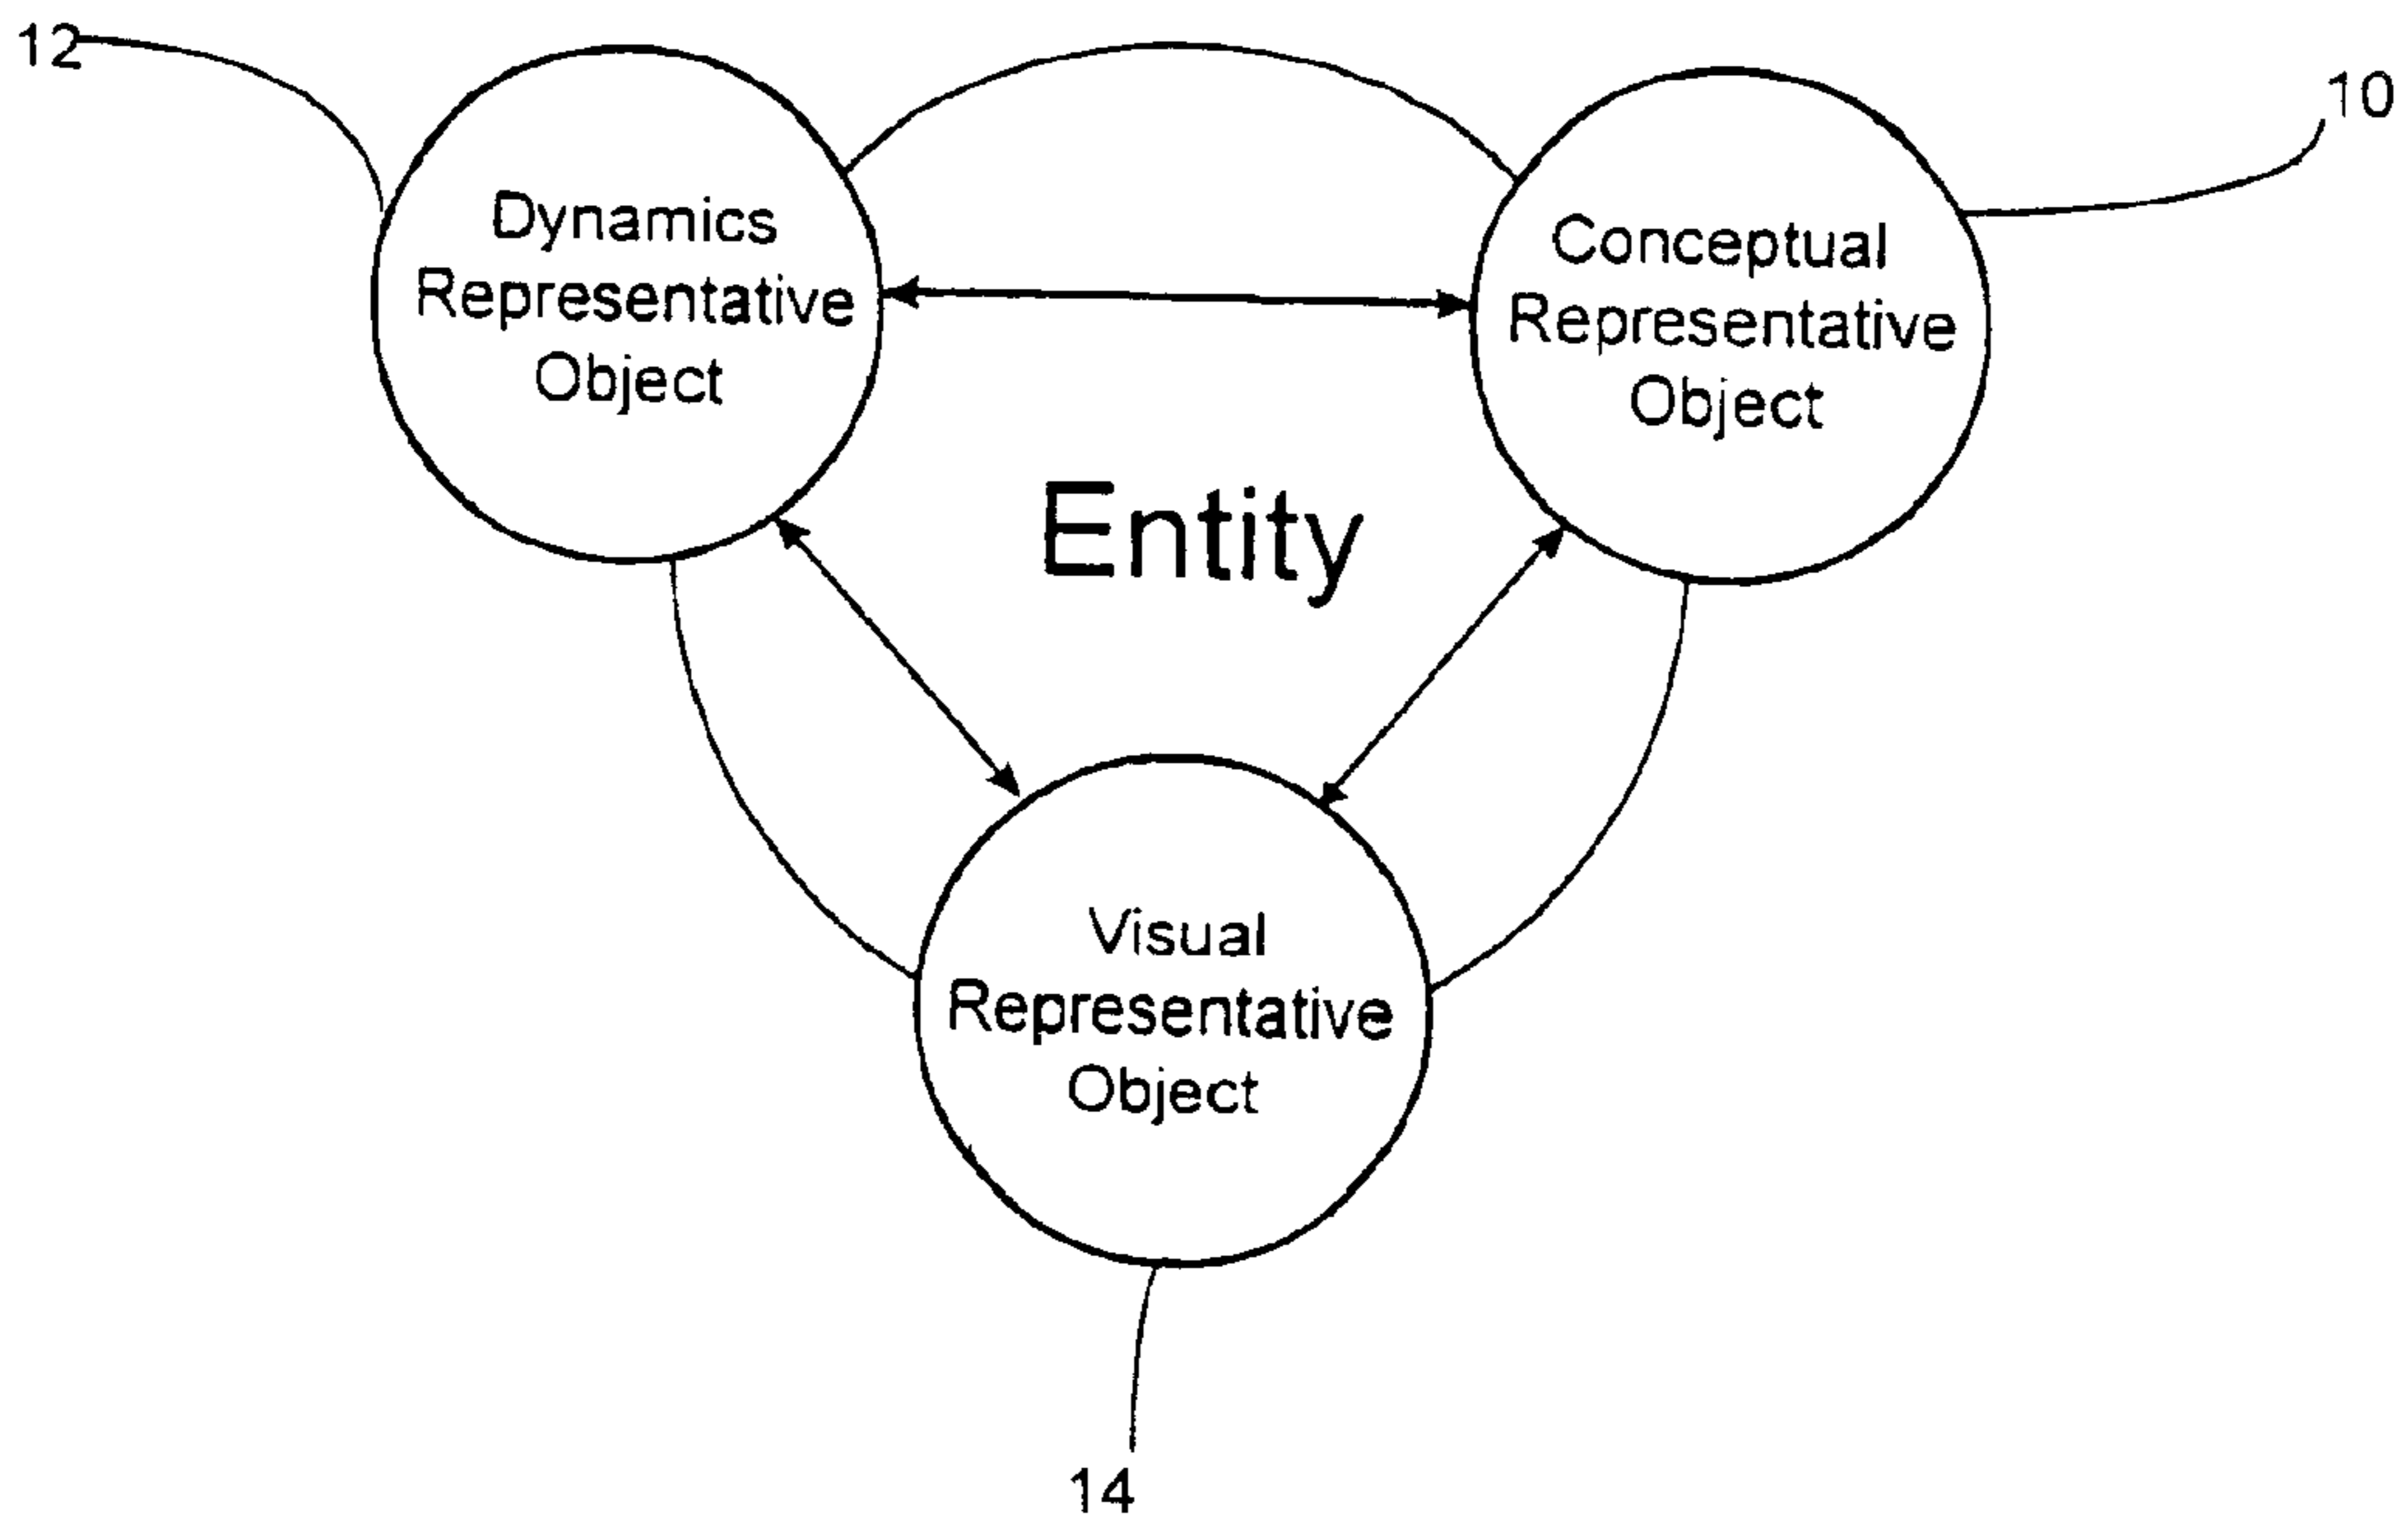 12
10
Dynamics
Representative
Object
Conceptual
Representative
Object
Entity
Visual
Representative
Object
14